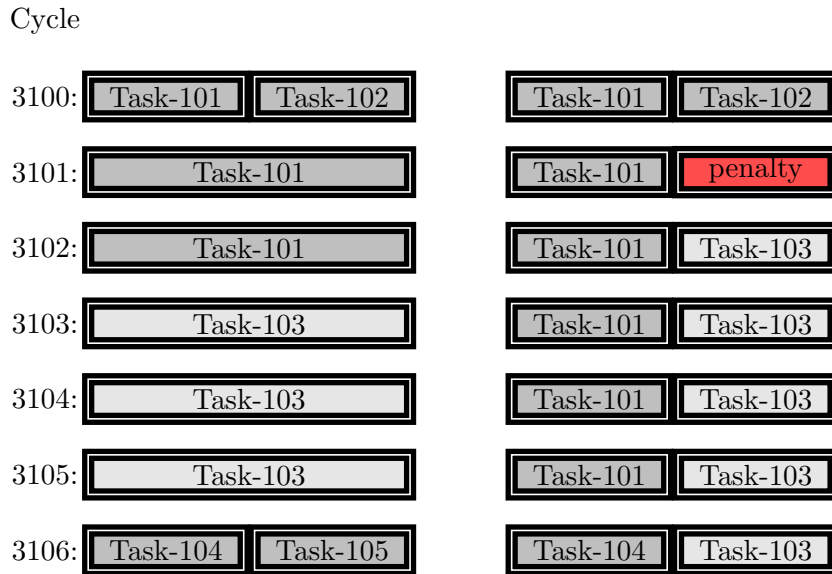 Cycle
3100: Task-101 Task-102 Task-101 Task-102
3101: Task-101 Task-101 penalty
3102: Task-101 Task-101 Task-103
3103: Task-103 Task-101 Task-103
3104: Task-103 Task-101 Task-103
3105: Task-103 Task-101 Task-103
3106: Task-104 Task-105 Task-104 Task-103